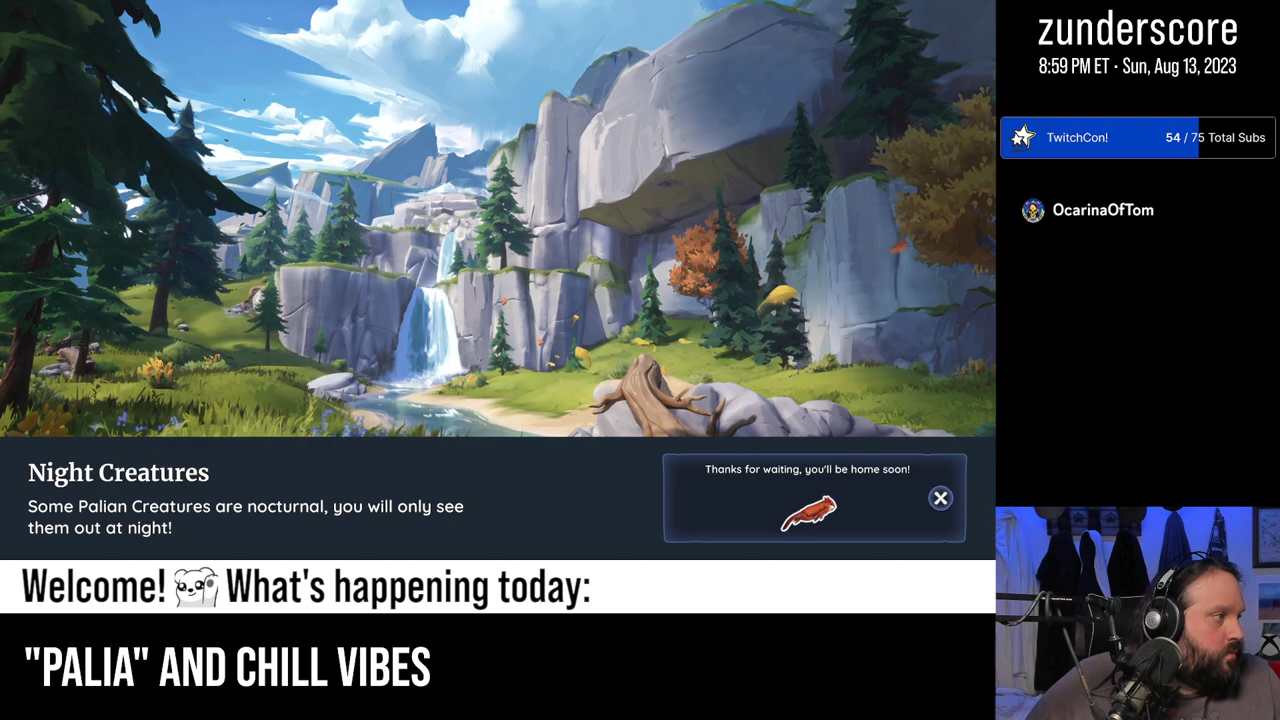 zunderscore
8:59 PM ET · Sun, Aug 13, 2023
TwitchCon! 54 / 75 Total Subs
OcarinaOfTom
Night Creatures
Some Palian Creatures are nocturnal, you will only see
them out at night!
Thanks for waiting, you'll be home soon!
Welcome! What's happening today:
"PALIA" AND CHILL VIBES